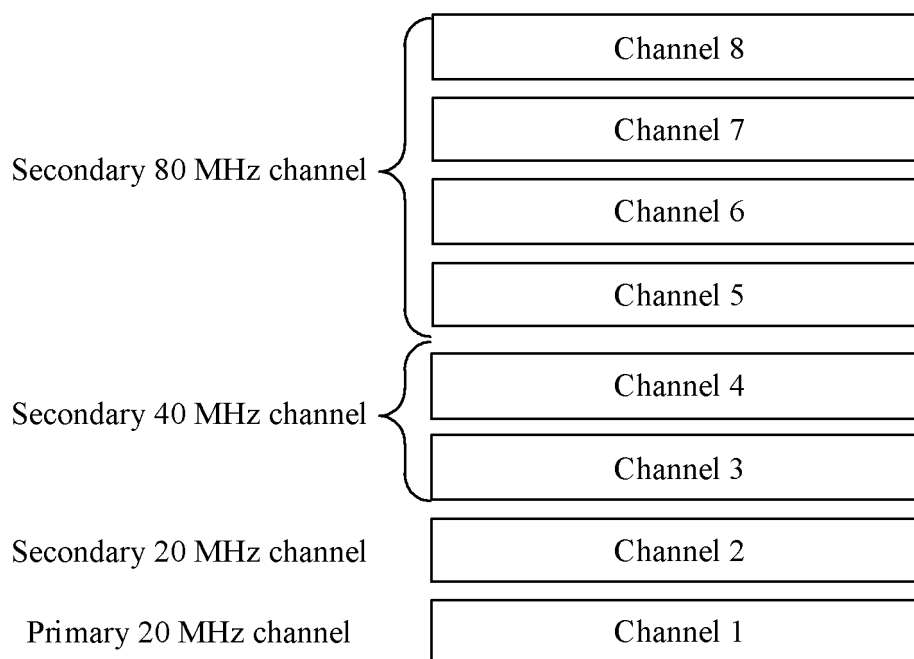 Channel 8
Channel 7
Secondary 80 MHz channel
Channel 6
Channel 5
Channel 4
Secondary 40 MHz channel
Channel 3
Secondary 20 MHz channel
Channel 2
Primary 20 MHz channel
Channel 1